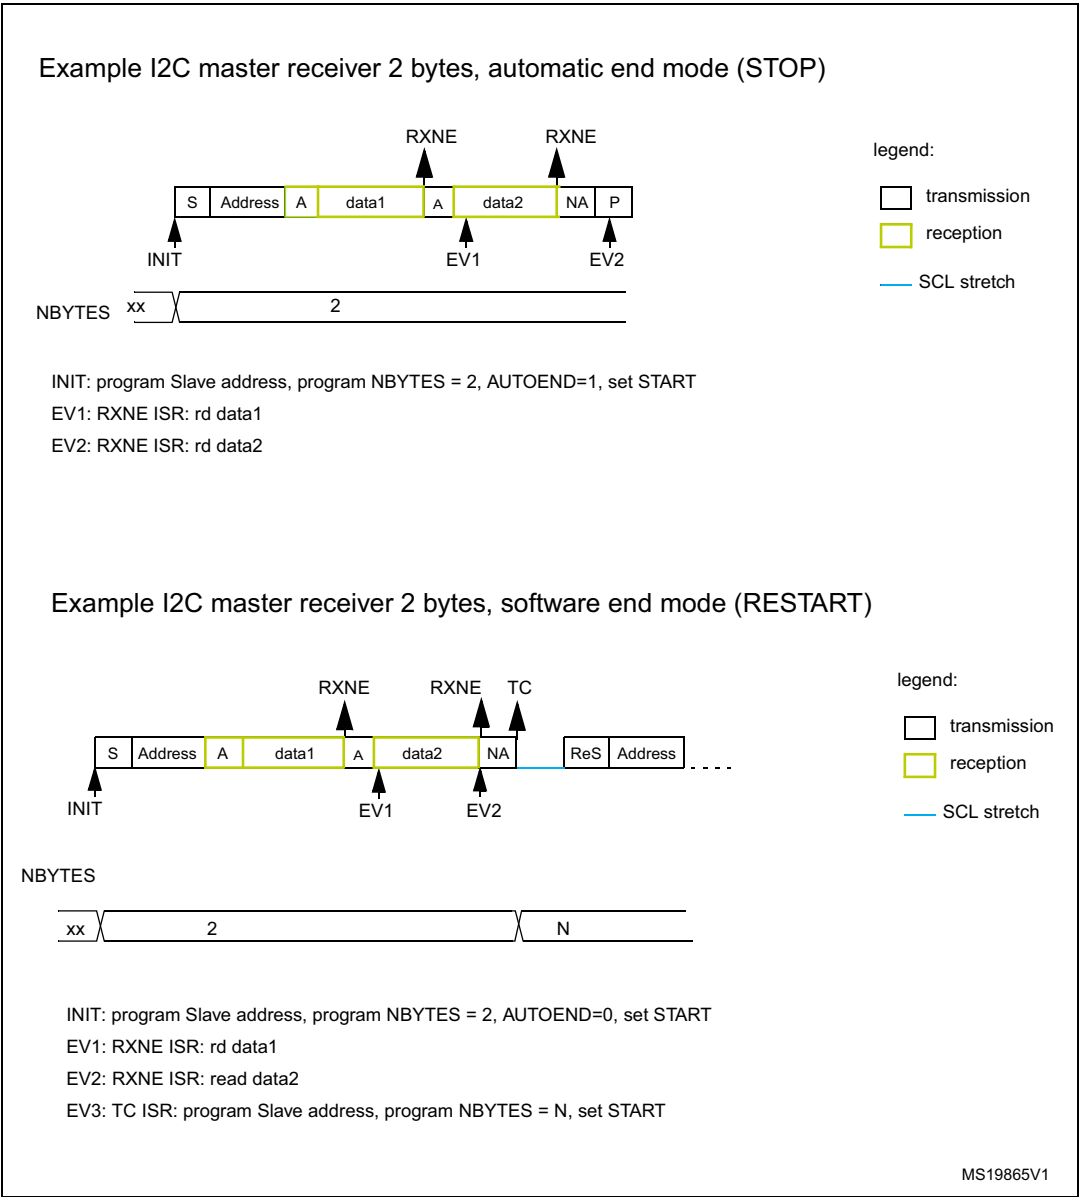 Example I2C master receiver 2 bytes, automatic end mode (STOP)
RXNE RXNE
legend:
S Address A data1 A data2 NA P
transmission
reception
INIT EV1 EV2
SCL stretch
NBYTES xx 2
INIT: program Slave address, program NBYTES = 2, AUTOEND=1, set START
EV1: RXNE ISR: rd data1
EV2: RXNE ISR: rd data2
Example I2C master receiver 2 bytes, software end mode (RESTART)
RXNE RXNE TC
legend:
S Address A data1 A data2 NA ReS Address
transmission
reception
INIT EV1 EV2
SCL stretch
NBYTES
xx 2 N
INIT: program Slave address, program NBYTES = 2, AUTOEND=0, set START
EV1: RXNE ISR: rd data1
EV2: RXNE ISR: read data2
EV3: TC ISR: program Slave address, program NBYTES = N, set START
MS19865V1